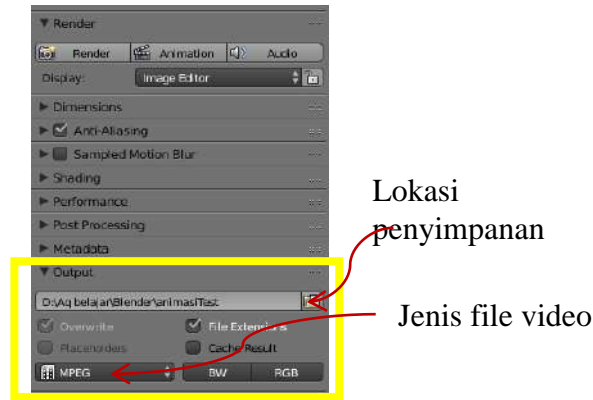 Render
Render Animation Audio
Display: Image Editor
Dimensions
Anti-Aliasing
Sampled Motion Blur
Shading
Performance
Post Processing
Metadata
Output
D:\Aq belajar\Blender\animasiTest
Overwrite File Extensions
Placeholders Cache Result
MPEG BW RGB
Lokasi
penyimpanan
Jenis file video